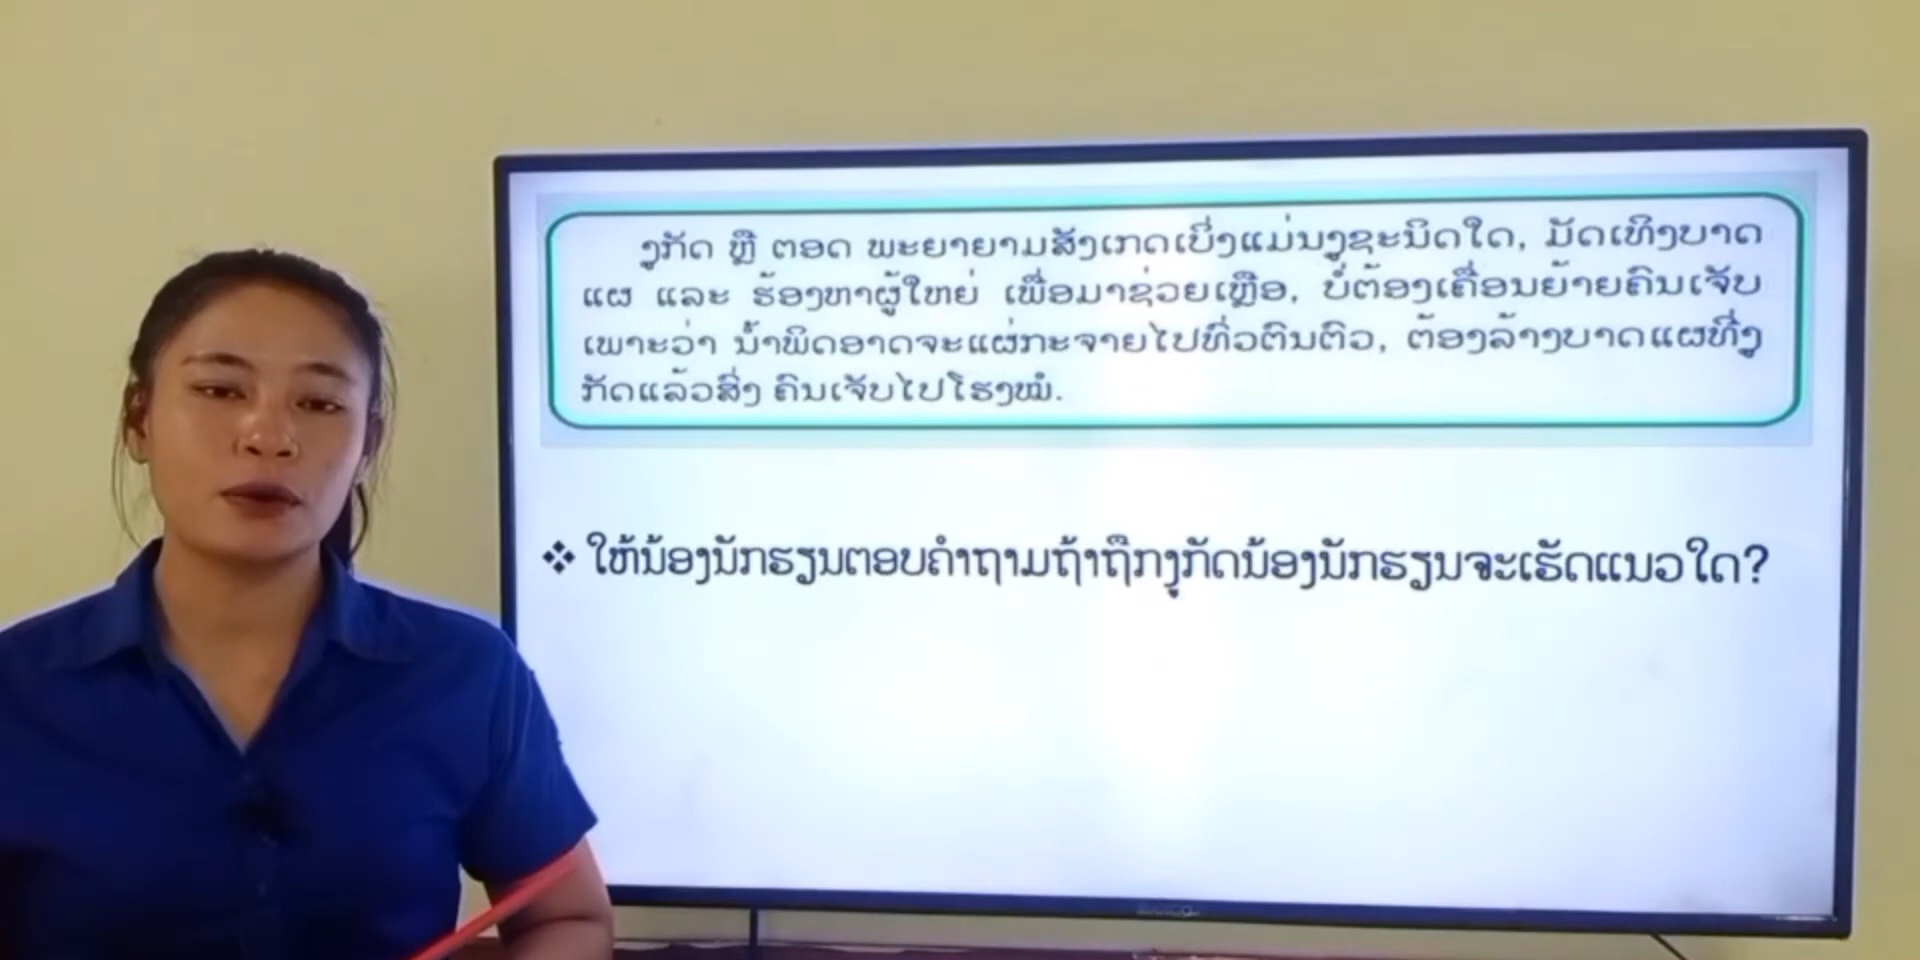 ງູກັດ ຫຼື ຕອດ ພະຍາຍາມສັງເກດເບິ່ງແມ່ນງູຊະນິດໃດ, ມັດເທິງບາດ
ແຜ ແລະ ຮ້ອງຫາຜູ້ໃຫຍ່ ເພື່ອມາຊ່ວຍເຫຼືອ, ບໍ່ຕ້ອງເຄື່ອນຍ້າຍຄົນເຈັບ
ເພາະວ່າ ນ້ຳພິດອາດຈະແຜ່ກະຈາຍໄປທົ່ວຕົນຕົວ, ຕ້ອງລ້າງບາດແຜທີ່ງູ
ກັດແລ້ວສົ່ງ ຄົນເຈັບໄປໂຮງໝໍ.
❖ ໃຫ້ນ້ອງນັກຮຽນຕອບຄຳຖາມຖ້າຖືກງູກັດນ້ອງນັກຮຽນຈະເຮັດແນວໃດ?